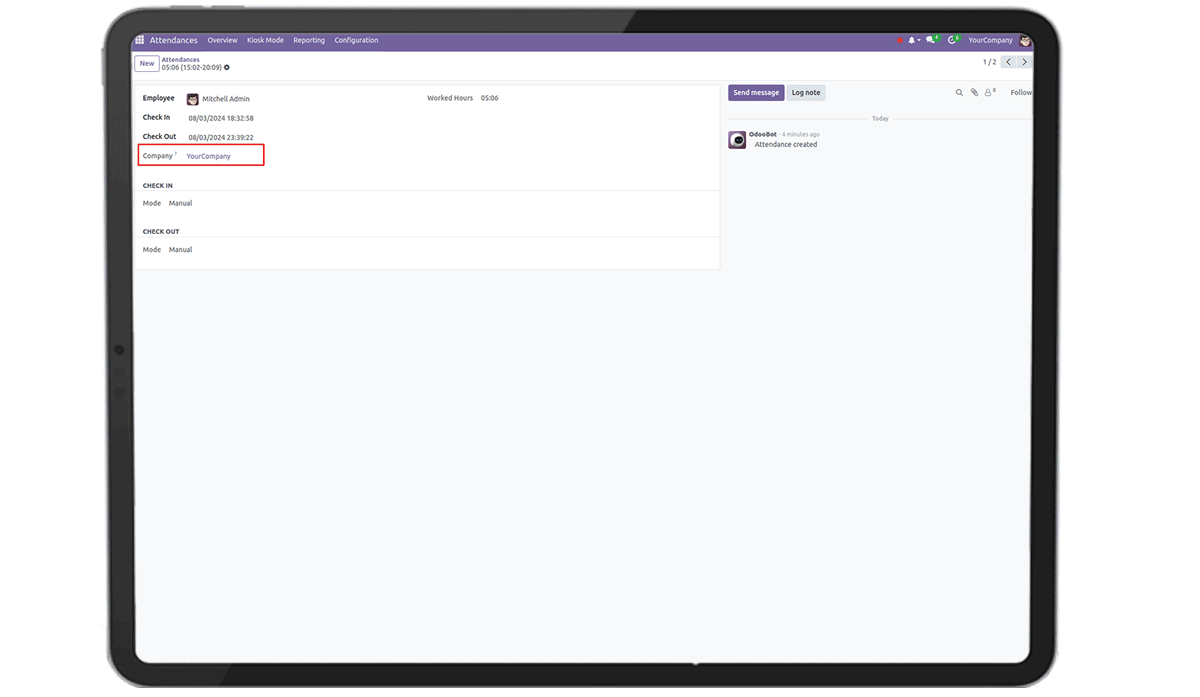 Attendances Overview Kiosk Mode Reporting Configuration 4 6 YourCompany
New Attendances
05:06 (15:02-20:09) 1 / 2
Employee Mitchell Admin Worked Hours 05:06
Check In 08/03/2024 18:32:58
Check Out 08/03/2024 23:39:22
Company ? YourCompany
CHECK IN
Mode Manual
CHECK OUT
Mode Manual
Send message Log note 0 Follow
Today
OdooBot - 4 minutes ago
Attendance created